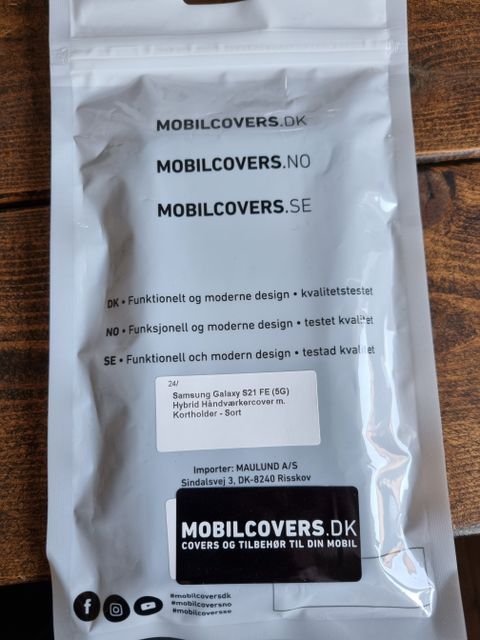 MOBILCOVERS.DK
MOBILCOVERS.NO
MOBILCOVERS.SE
DK • Funktionelt og moderne design • kvalitetstestet
NO • Funksjonell og moderne design • testet kvalitet
SE • Funktionell och modern design • testad kvalitet
24/
Samsung Galaxy S21 FE (5G)
Hybrid Håndværkercover m.
Kortholder - Sort
Importer: MAULUND A/S
Sindalsvej 3, DK-8240 Risskov
MOBILCOVERS.DK
COVERS OG TILBEHØR TIL DIN MOBIL
#mobilcoversdk
#mobilcoversno
#mobilcoversse